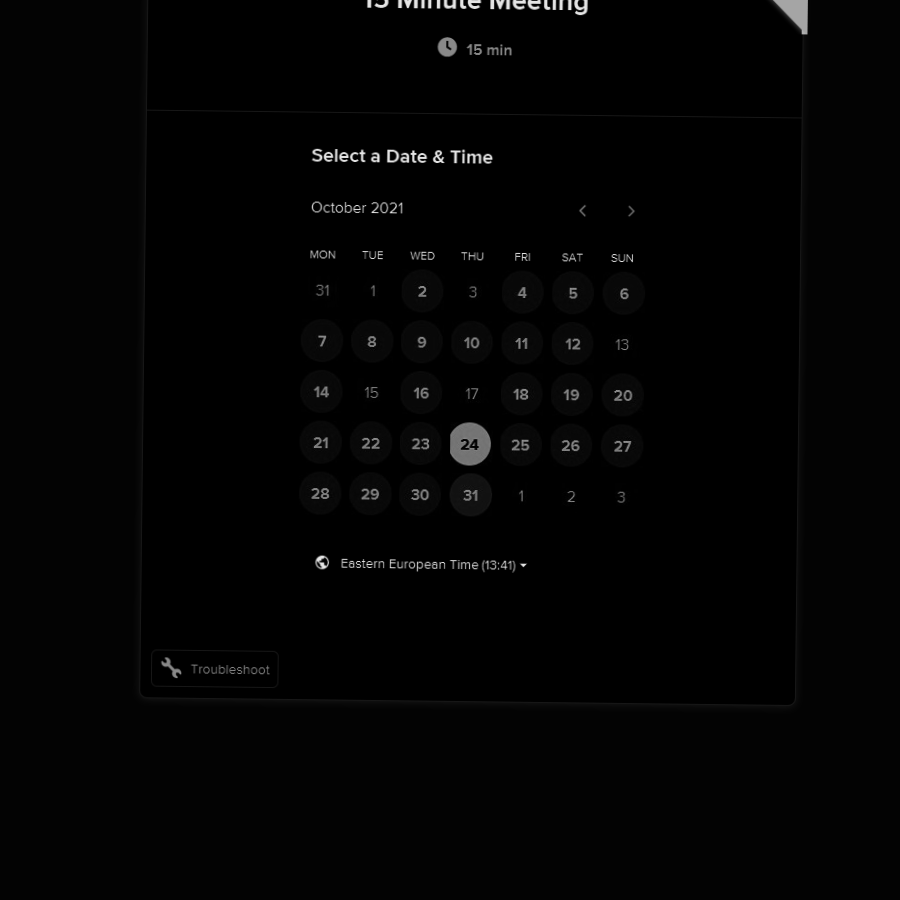 15 Minute Meeting
15 min
Select a Date & Time
October 2021
MON TUE WED THU FRI SAT SUN
31 1 2 3 4 5 6
7 8 9 10 11 12 13
14 15 16 17 18 19 20
21 22 23 24 25 26 27
28 29 30 31 1 2 3
Eastern European Time (13:41)
Troubleshoot